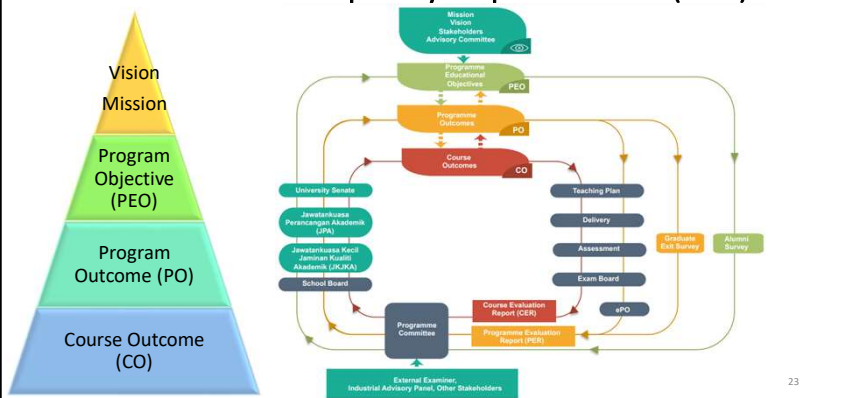 Vision
Mission
Program
Objective
(PEO)
Program
Outcome (PO)
Course Outcome
(CO)
Mission
Vision
Stakeholders
Advisory Committee
Programme
Educational
Objectives
PEO
Programme
Outcomes
PO
Course
Outcomes
CO
University Senate
Jawatankuasa
Perancangan Akademik
(JPA)
Jawatankuasa Kecil
Jaminan Kualiti
Akademik (JKJKA)
School Board
Teaching Plan
Delivery
Assessment
Exam Board
ePO
Graduate
Exit Survey
Alumni
Survey
Course Evaluation
Report (CER)
Programme Evaluation
Report (PER)
Programme
Committee
External Examiner,
Industrial Advisory Panel, Other Stakeholders
23